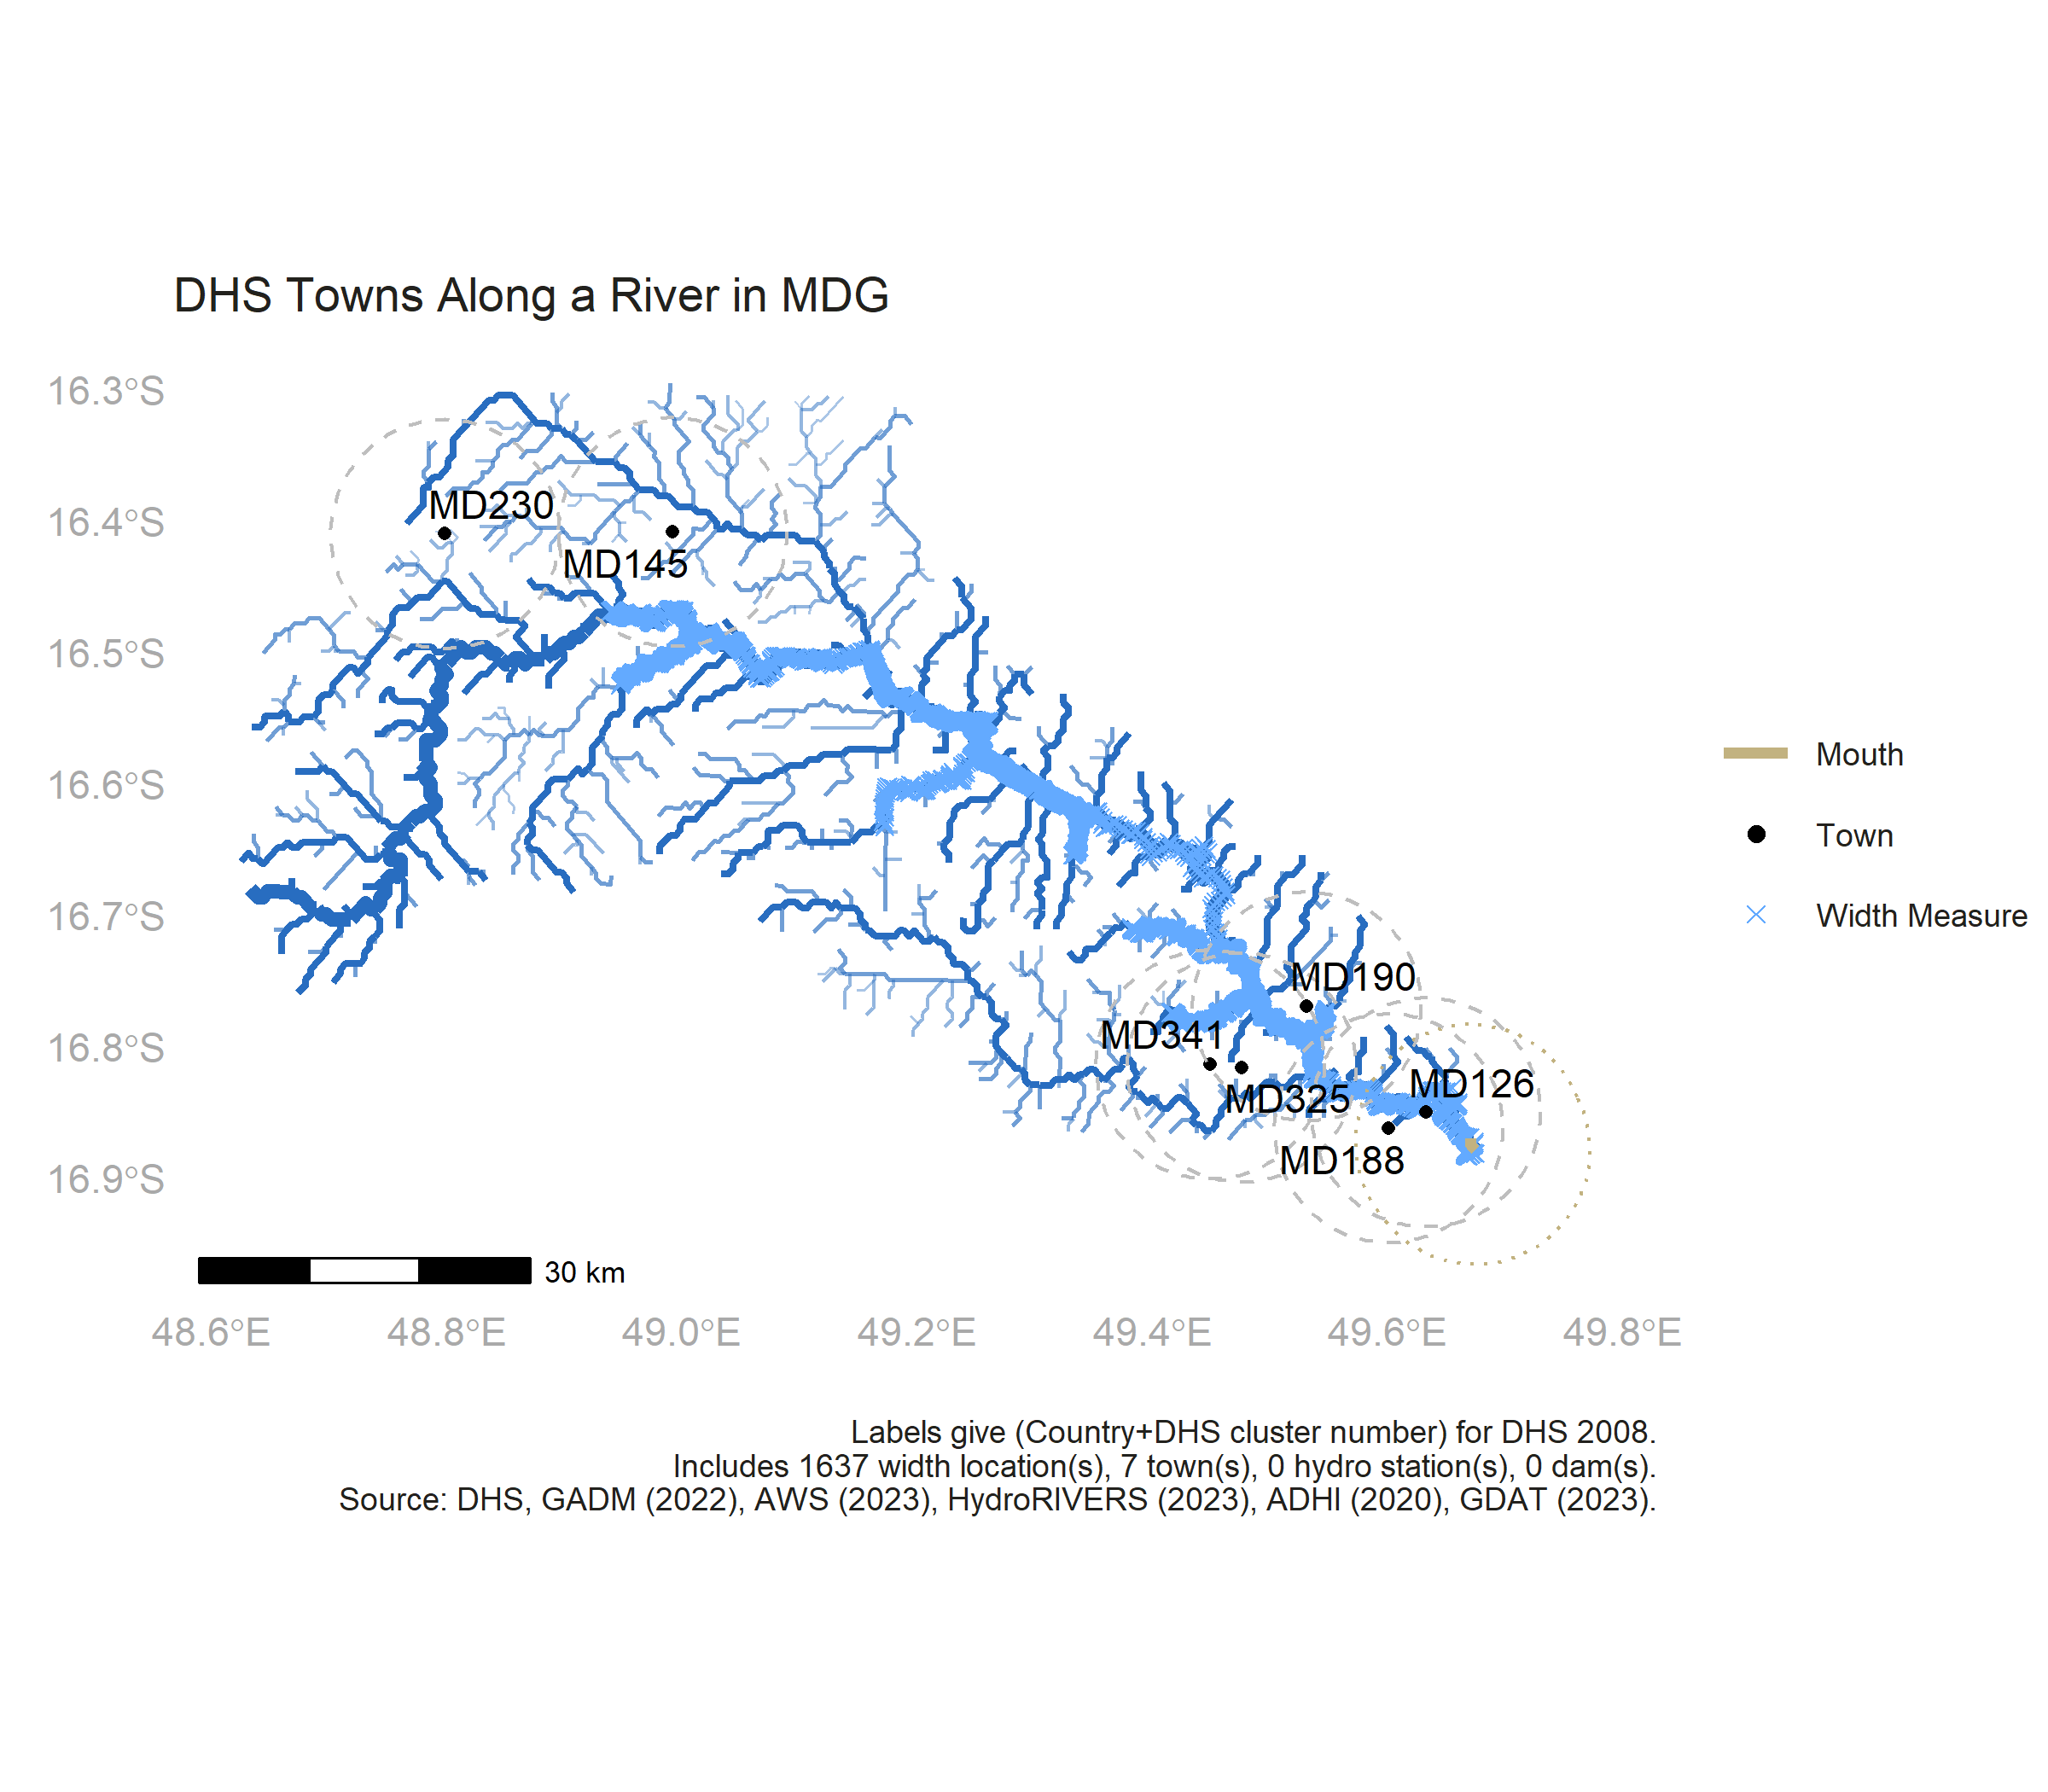 DHS Towns Along a River in MDG
16.3°S
16.4°S
16.5°S
16.6°S
16.7°S
16.8°S
16.9°S
MD230
MD145
MD190
MD341
MD325
MD126
MD188
Mouth
Town
Width Measure
30 km
48.6°E 48.8°E 49.0°E 49.2°E 49.4°E 49.6°E 49.8°E
Labels give (Country+DHS cluster number) for DHS 2008.
Includes 1637 width location(s), 7 town(s), 0 hydro station(s), 0 dam(s).
Source: DHS, GADM (2022), AWS (2023), HydroRIVERS (2023), ADHI (2020), GDAT (2023).